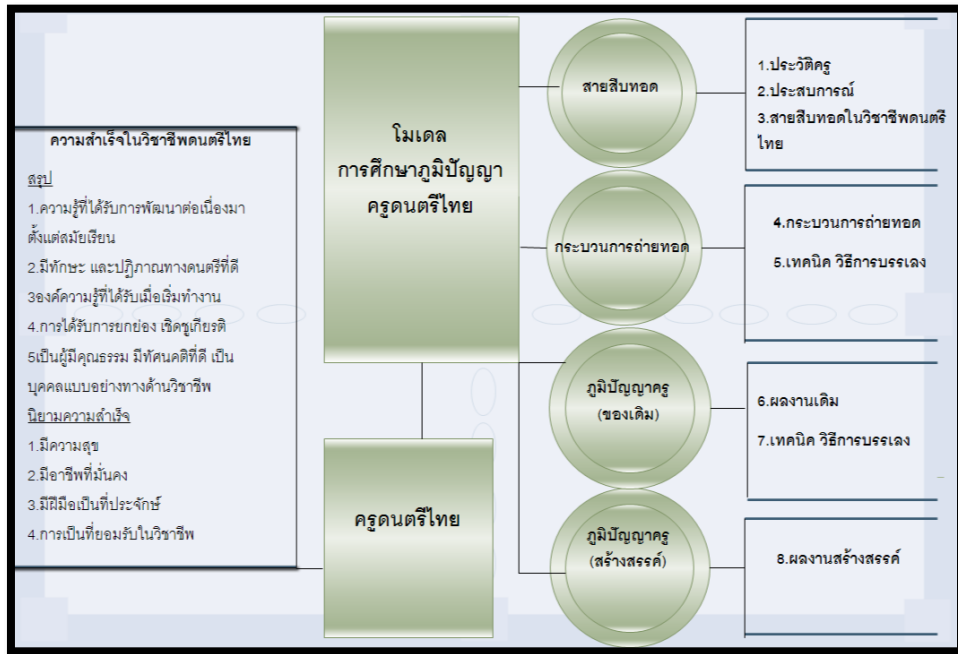 ความสำเร็จในวิชาชีพดนตรีไทย
สรุป
1.ความรู้ที่ได้รับการพัฒนาต่อเนื่องมา
ตั้งแต่สมัยเรียน
2.มีทักษะ และปฏิภาณทางดนตรีที่ดี
3องค์ความรู้ที่ได้รับเมื่อเริ่มทำงาน
4.การได้รับการยกย่อง เชิดชูเกียรติ
5เป็นผู้มีคุณธรรม มีทัศนคติที่ดี เป็น
บุคคลแบบอย่างทางด้านวิชาชีพ
นิยามความสำเร็จ
1.มีความสุข
2.มีอาชีพที่มั่นคง
3.มีฝีมือเป็นที่ประจักษ์
4.การเป็นที่ยอมรับในวิชาชีพ
โมเดล
การศึกษาภูมิปัญญา
ครูดนตรีไทย
ครูดนตรีไทย
สายสืบทอด
1.ประวัติครู
2.ประสบการณ์
3.สายสืบทอดในวิชาชีพดนตรี
ไทย
กระบวนการถ่ายทอด
4.กระบวนการถ่ายทอด
5.เทคนิค วิธีการบรรเลง
ภูมิปัญญาครู
(ของเดิม)
6.ผลงานเดิม
7.เทคนิค วิธีการบรรเลง
ภูมิปัญญาครู
(สร้างสรรค์)
8.ผลงานสร้างสรรค์